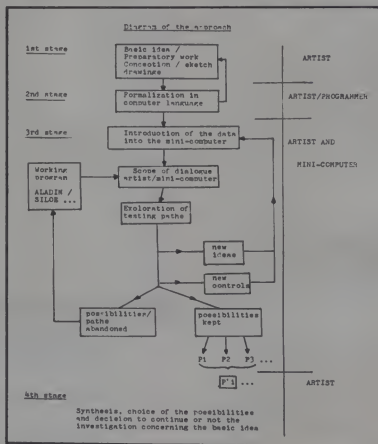 Diagram of the approach
1st stage
Basic idea /
Preparatory work
Conception / sketch
drawings
ARTIST
2nd stage
Formalization in
computer language
ARTIST/PROGRAMMER
3rd stage
Introduction of the data
into the mini-computer
ARTIST AND
MINI-COMPUTER
Working
program
ALADIN /
SILOE ...
Scene of dialogue
artist/mini-computer
Exploration of
testing paths
new
ideas
new
controls
possibilities/
paths
abandoned
possibilities
kept
P1 P2 P3 ...
P'1 ...
ARTIST
4th stage
Synthesis, choice of the possibilities
and decision to continue or not the
investigation concerning the basic idea